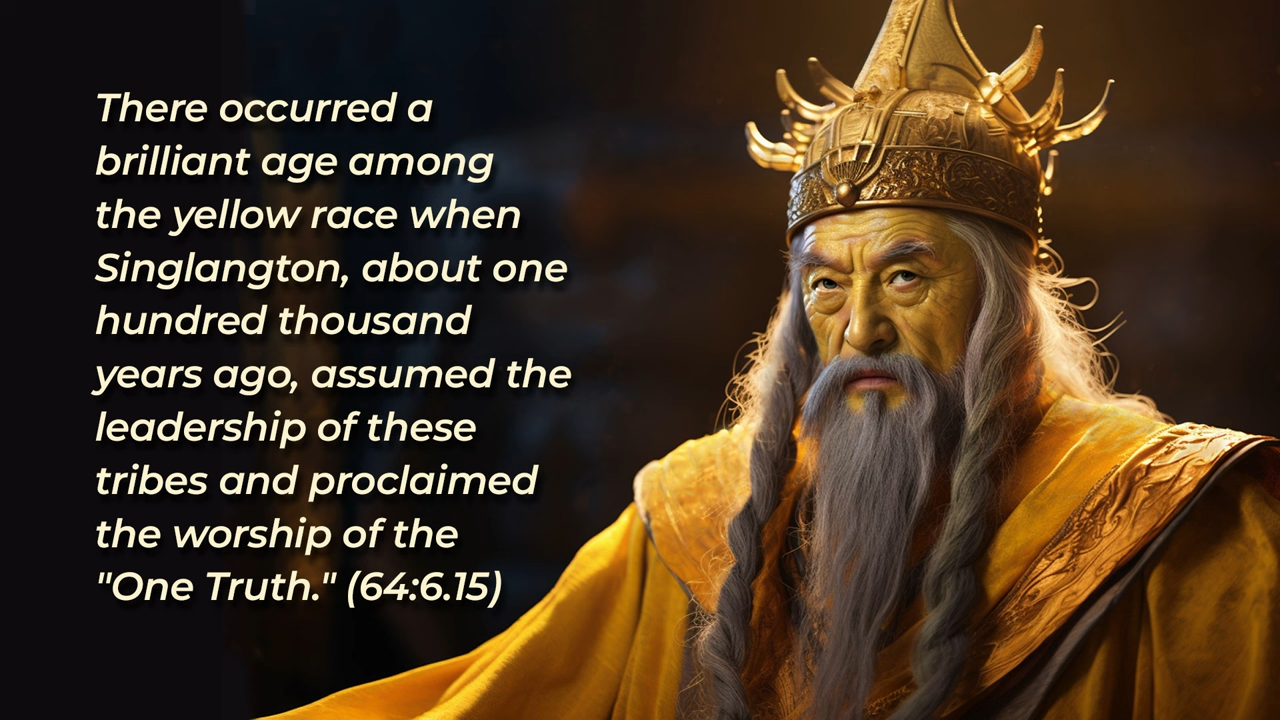 There occurred a
brilliant age among
the yellow race when
Singlangton, about one
hundred thousand
years ago, assumed the
leadership of these
tribes and proclaimed
the worship of the
"One Truth." (64:6.15)